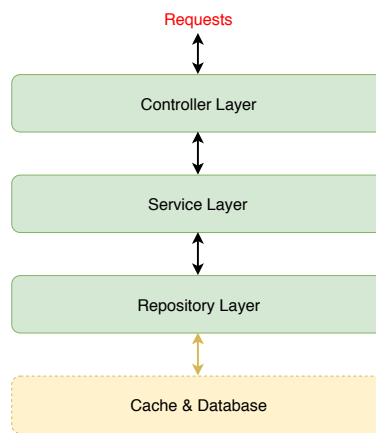 Requests
Controller Layer
Service Layer
Repository Layer
Cache & Database